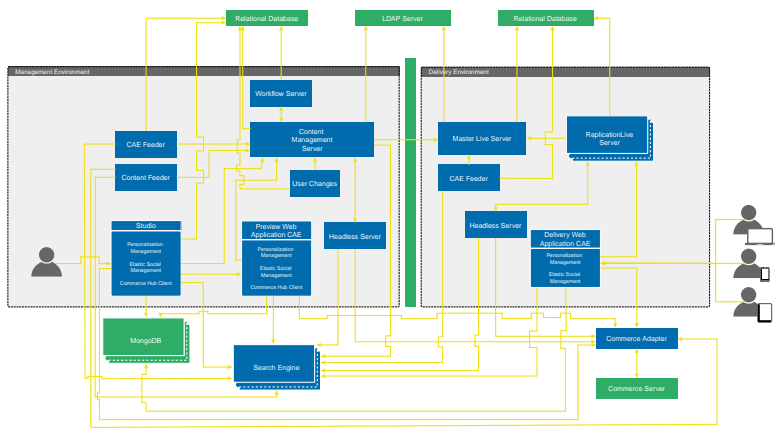 Relational Database
LDAP Server
Relational Database
Management Environment
Delivery Environment
Workflow Server
Content
Management
Server
Master Live Server
ReplicationLive
Server
CAE Feeder
Content Feeder
User Changes
CAE Feeder
Studio
Personalization
Management
Elastic Social
Management
Commerce Hub Client
Preview Web
Application CAE
Personalization
Management
Elastic Social
Management
Commerce Hub Client
Headless Server
Headless Server
Delivery Web
Application CAE
Personalization
Management
Elastic Social
Management
MongoDB
Search Engine
Commerce Adapter
Commerce Server